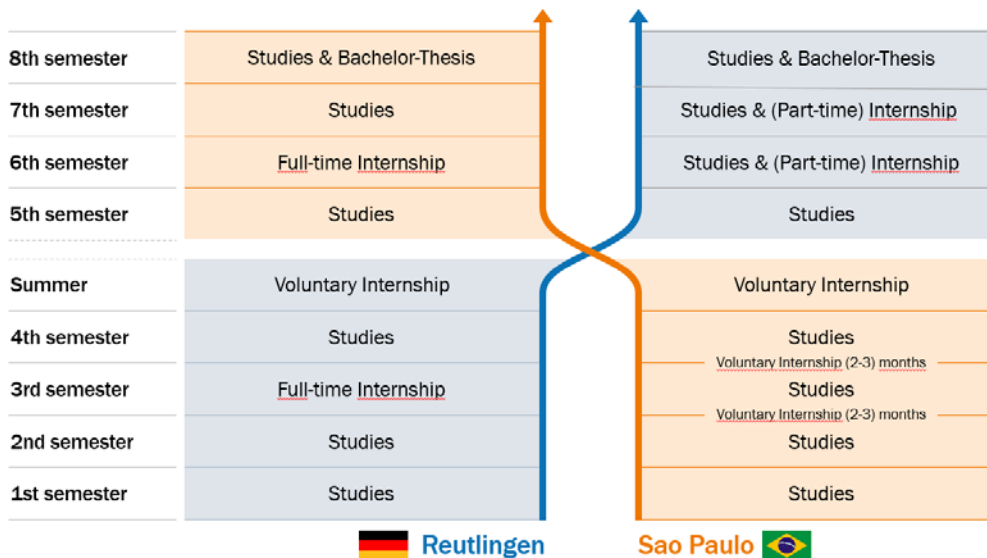 8th semester Studies & Bachelor-Thesis Studies & Bachelor-Thesis
7th semester Studies Studies & (Part-time) Internship
6th semester Full-time Internship Studies & (Part-time) Internship
5th semester Studies Studies
Summer Voluntary Internship Voluntary Internship
4th semester Studies Studies
Voluntary Internship (2-3) months
3rd semester Full-time Internship Studies
Voluntary Internship (2-3) months
2nd semester Studies Studies
1st semester Studies Studies
Reutlingen Sao Paulo